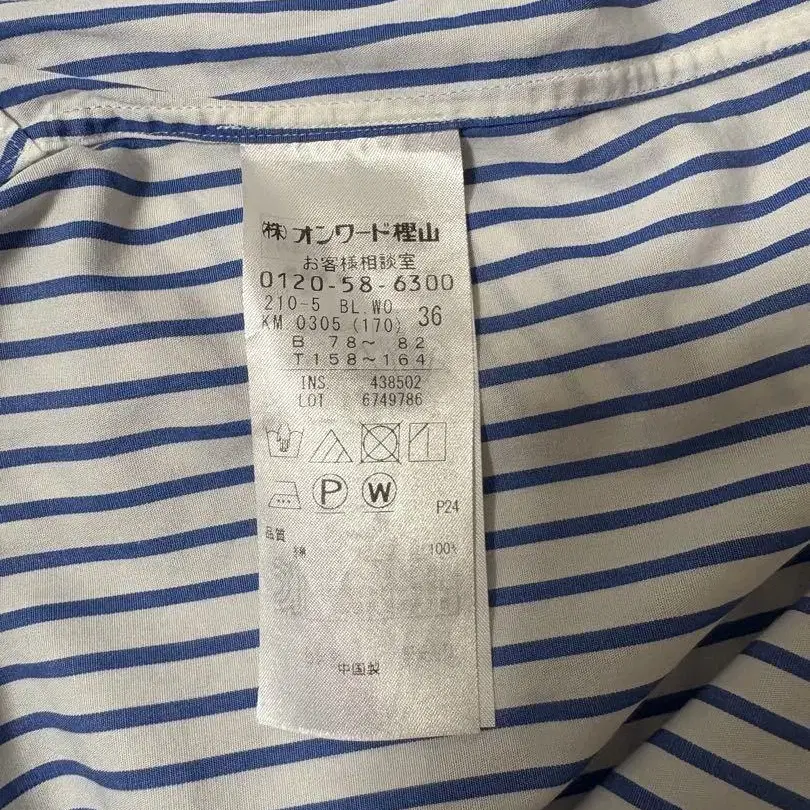 (株)オンワード樫山
お客様相談室
0120-58-6300
210-5 BL.WO
KM 0305 (170) 36
B 78~ 82
T 158~164
INS 438502
LOT 6749786
P W
P24
品質
綿 100%
中国製